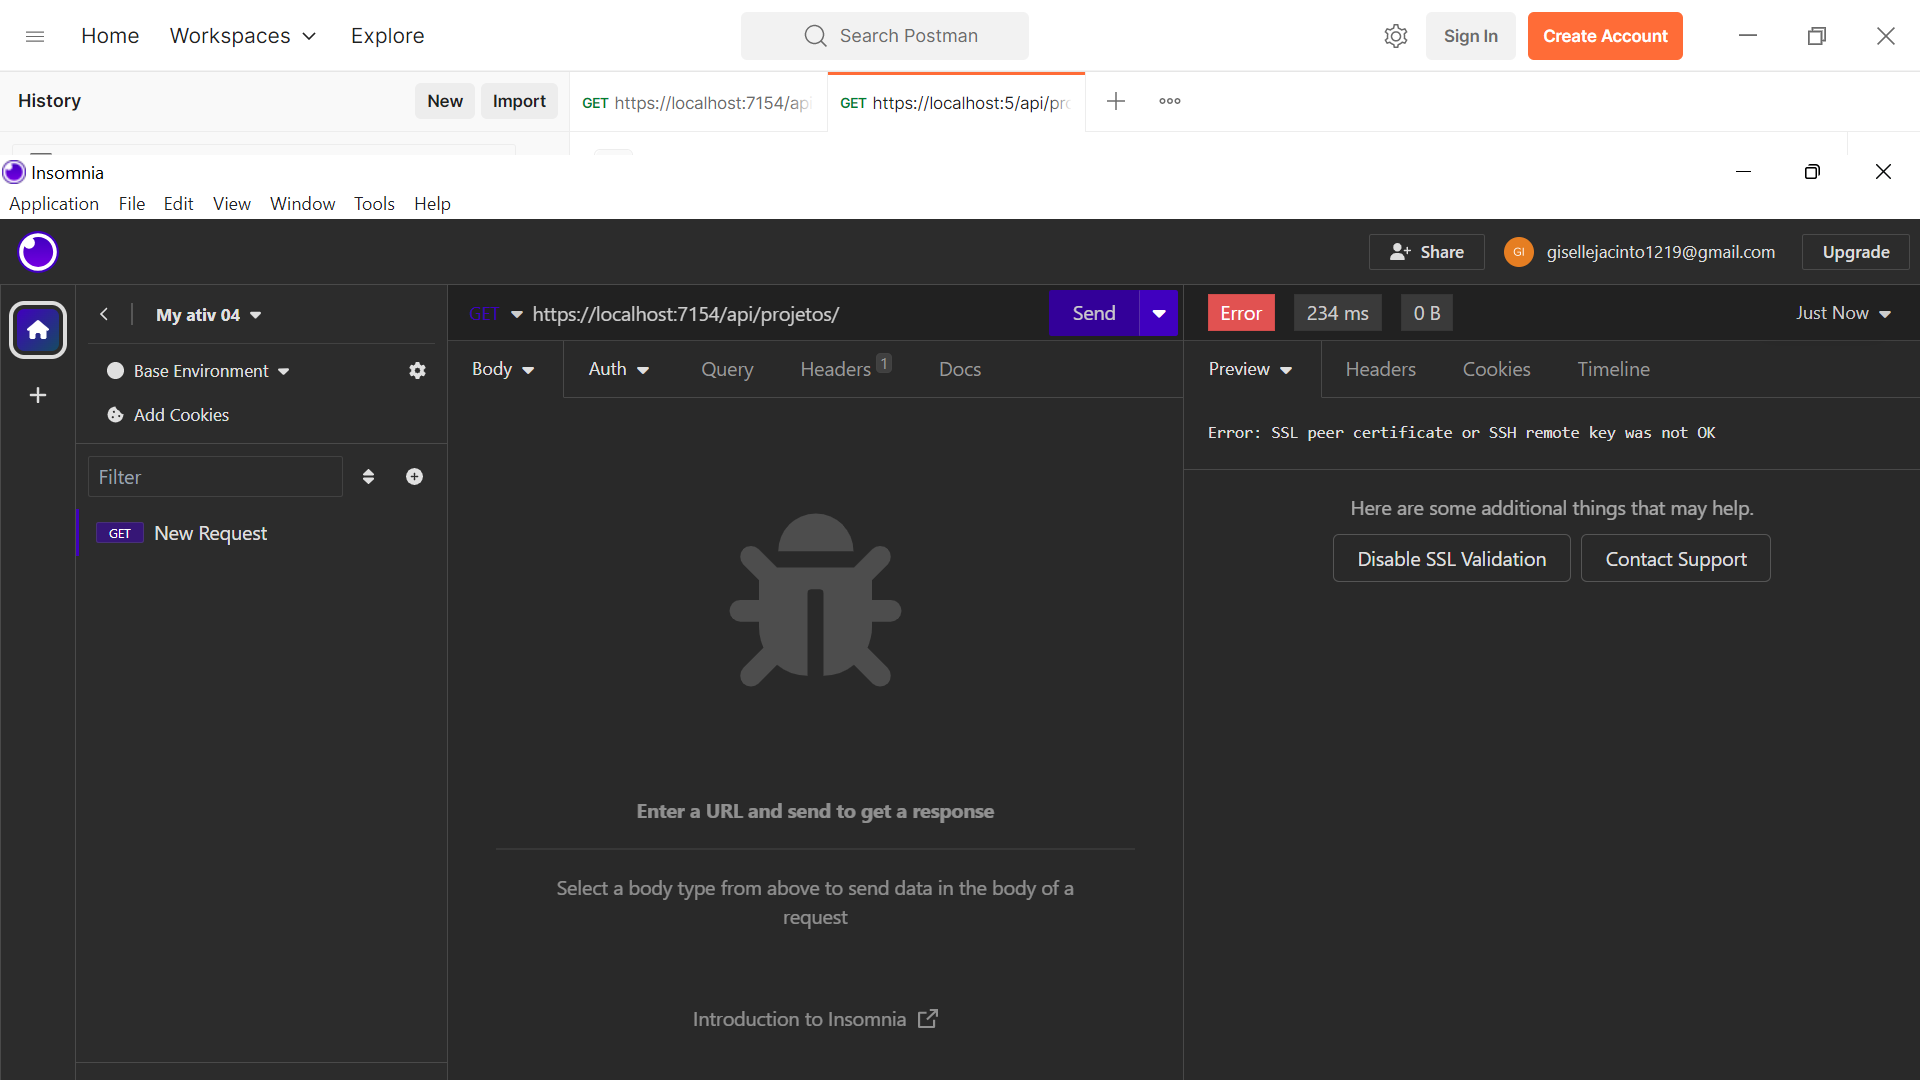 Home Workspaces Explore Search Postman Sign In Create Account
History New Import GET https://localhost:7154/api GET https://localhost:5/api/pro
Insomnia
Application File Edit View Window Tools Help
Share GI gisellejacinto1219@gmail.com Upgrade
My ativ 04 GET https://localhost:7154/api/projetos/ Send Error 234 ms 0 B Just Now
Base Environment Body Auth Query Headers 1 Docs Preview Headers Cookies Timeline
Add Cookies
Error: SSL peer certificate or SSH remote key was not OK
Filter
Here are some additional things that may help.
GET New Request
Disable SSL Validation Contact Support
Enter a URL and send to get a response
Select a body type from above to send data in the body of a
request
Introduction to Insomnia